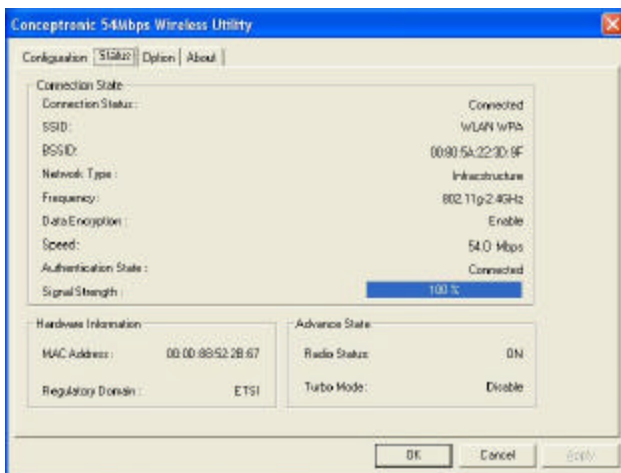 Conceptronic 54Mbps Wireless Utility
Configuration Status Option About
Connection State
Connection Status : Connected
SSID: WLAN WPA
BSSID: 00:80:5A:22:3D:9F
Network Type : Infrastructure
Frequency: 802.11g-2.4GHz
Data Encryption : Enable
Speed: 54.0 Mbps
Authentication State : Connected
Signal Strength : 100 %
Hardware Information
MAC Address : 00:0D:88:52:2B:67
Regulatory Domain : ETSI
Advance State
Radio Status: ON
Turbo Mode: Disable
OK Cancel Apply